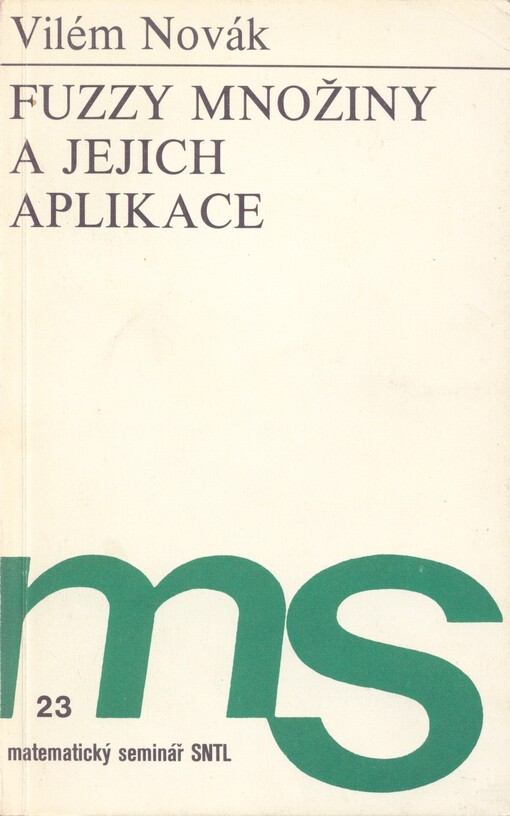 Vilém Novák
FUZZY MNOŽINY
A JEJICH
APLIKACE
ms
23
matematický seminář SNTL